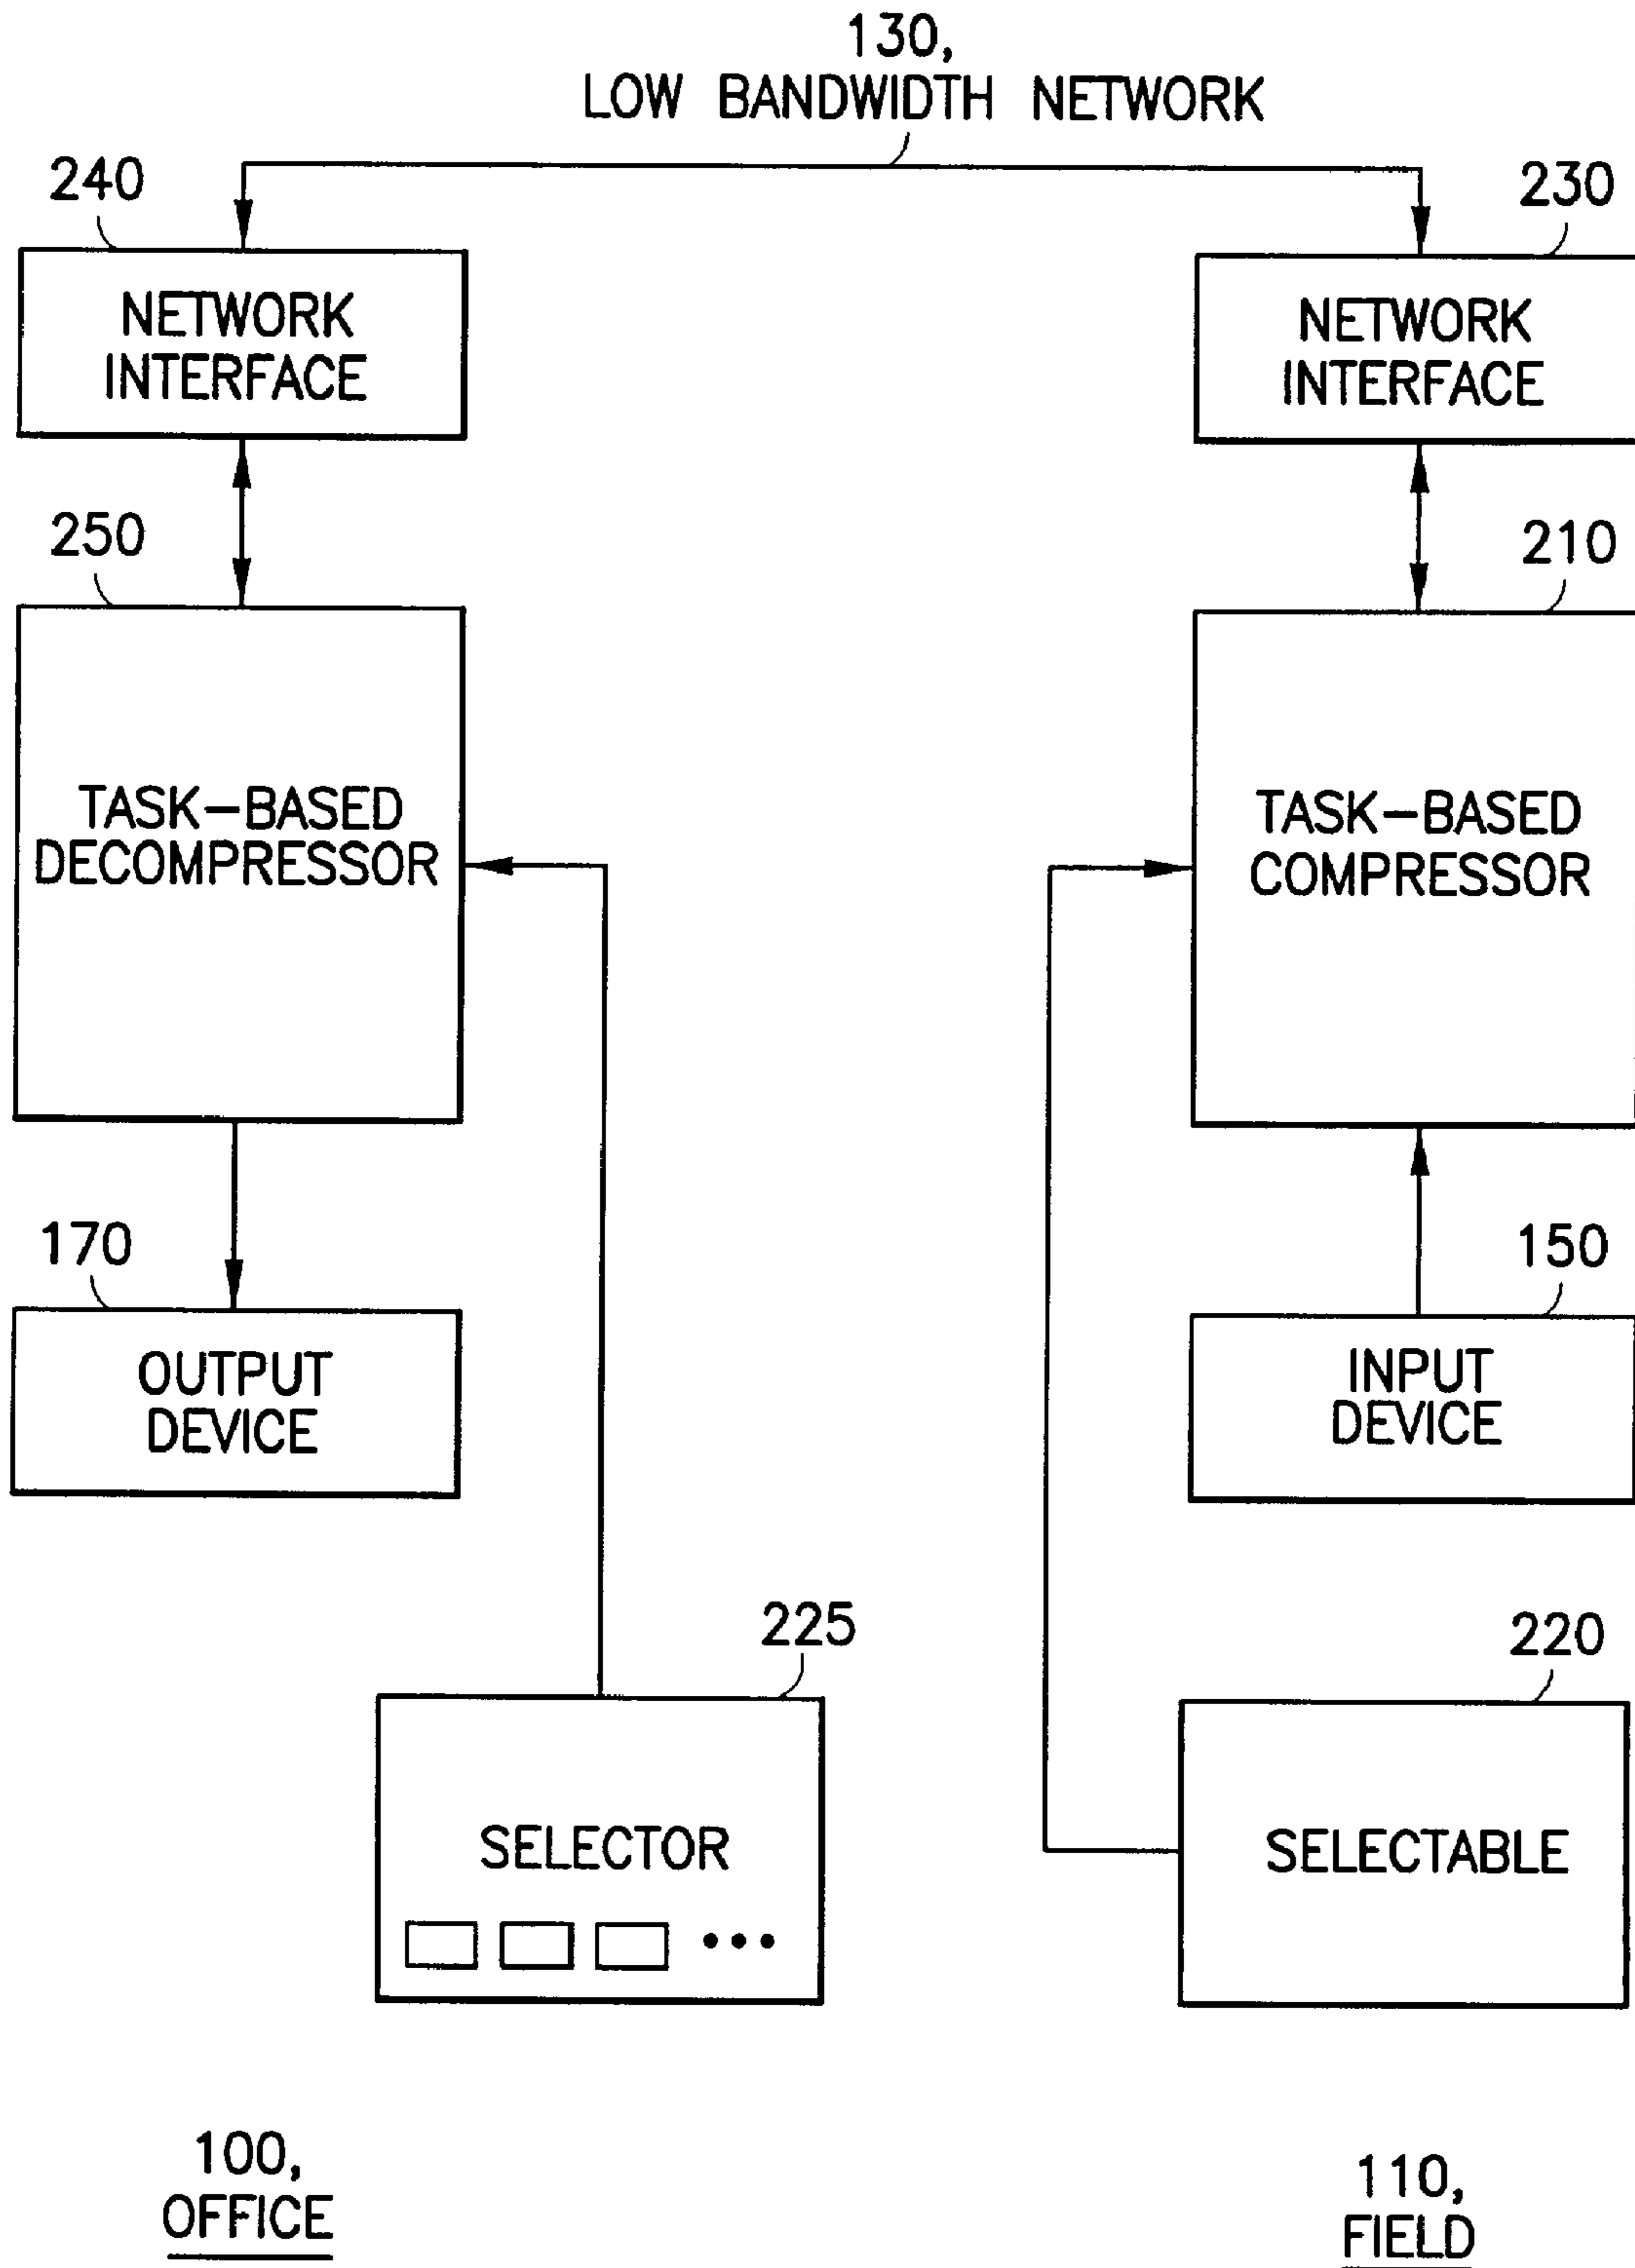 130,
LOW BANDWIDTH NETWORK
240
230
NETWORK
INTERFACE
NETWORK
INTERFACE
250
210
TASK-BASED
DECOMPRESSOR
TASK-BASED
COMPRESSOR
170
150
OUTPUT
DEVICE
INPUT
DEVICE
225
220
SELECTOR
SELECTABLE
100,
OFFICE
110,
FIELD